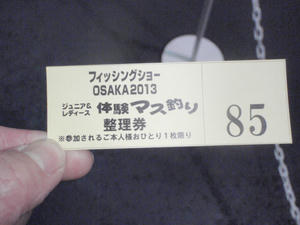 フィッシングショー
OSAKA2013
ジュニア&
レディース 体験マス釣り
整理券
※参加されるご本人様おひとり1枚限り
85